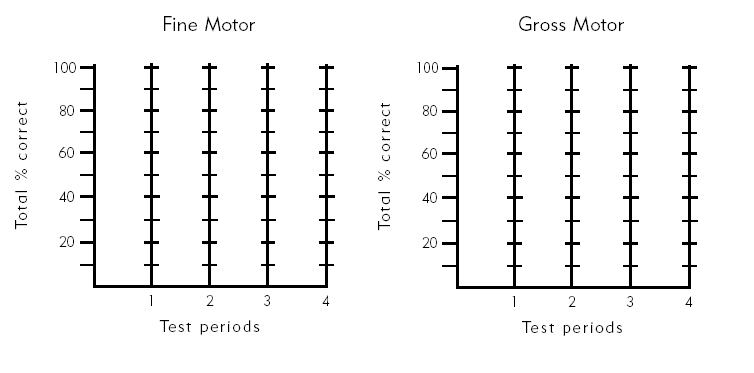 Fine Motor
Total % correct
100
80
60
40
20
1 2 3 4
Test periods
Gross Motor
Total % correct
100
80
60
40
20
1 2 3 4
Test periods